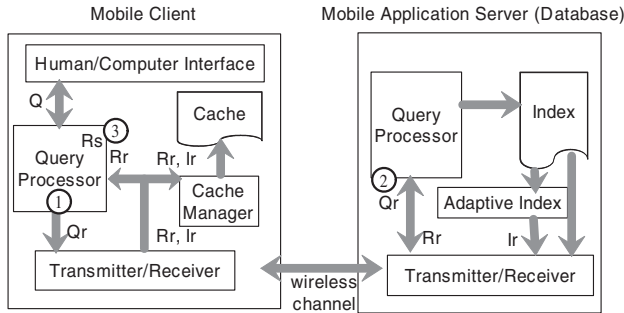 Mobile Client
Human/Computer Interface
Q
Cache
3
Rs
Rr
Query
Processor
Rr, Ir
Cache
Manager
1
Qr
Rr, Ir
Transmitter/Receiver
wireless
channel
Mobile Application Server (Database)
Query
Processor
Index
2
Qr
Adaptive Index
Rr
Ir
Transmitter/Receiver